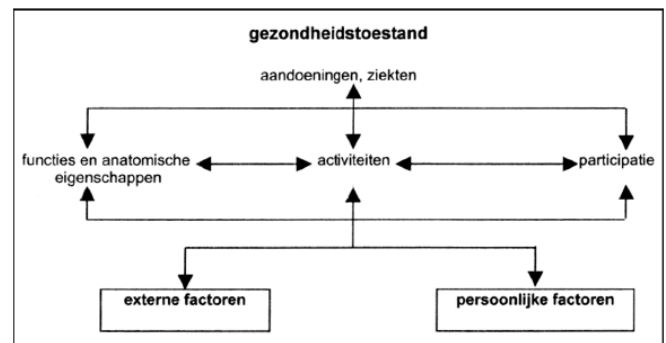 gezondheidstoestand
aandoeningen, ziekten
functies en anatomische
eigenschappen
activiteiten
participatie
externe factoren
persoonlijke factoren